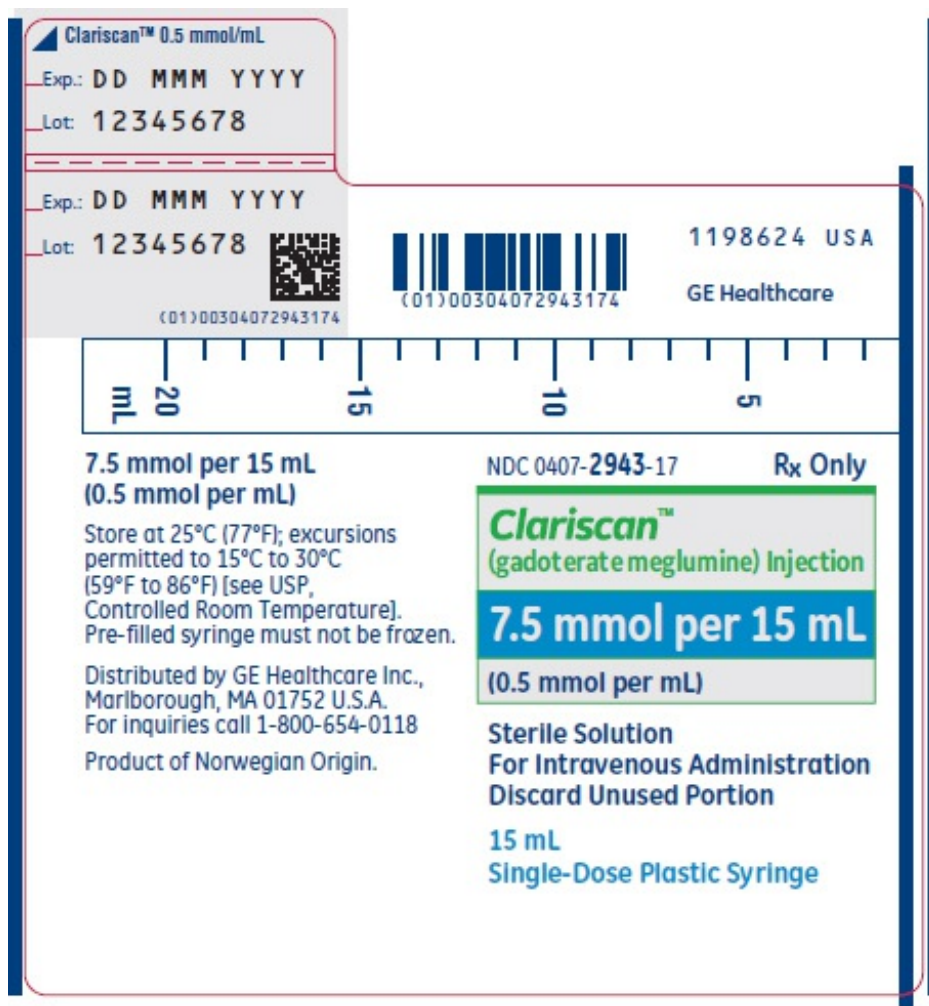 Clariscan™ 0.5 mmol/mL
Exp.: DD MMM YYYY
Lot: 12345678
Exp.: DD MMM YYYY
Lot: 12345678
(01)00304072943174
(01)00304072943174
1198624 USA
GE Healthcare
mL 20 15 10 5
7.5 mmol per 15 mL
(0.5 mmol per mL)
Store at 25°C (77°F); excursions
permitted to 15°C to 30°C
(59°F to 86°F) [see USP,
Controlled Room Temperature].
Pre-filled syringe must not be frozen.
Distributed by GE Healthcare Inc.,
Marlborough, MA 01752 U.S.A.
For inquiries call 1-800-654-0118
Product of Norwegian Origin.
NDC 0407-2943-17 Rx Only
Clariscan™
(gadoterate meglumine) Injection
7.5 mmol per 15 mL
(0.5 mmol per mL)
Sterile Solution
For Intravenous Administration
Discard Unused Portion
15 mL
Single-Dose Plastic Syringe